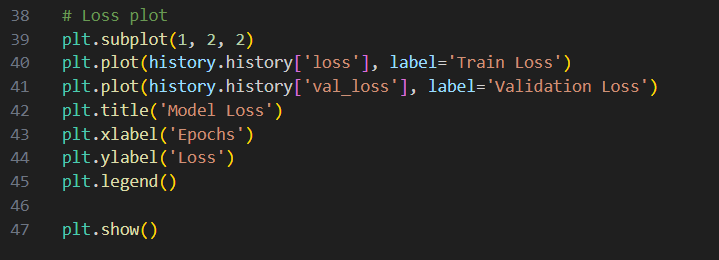 38 # Loss plot
39 plt.subplot(1, 2, 2)
40 plt.plot(history.history['loss'], label='Train Loss')
41 plt.plot(history.history['val_loss'], label='Validation Loss')
42 plt.title('Model Loss')
43 plt.xlabel('Epochs')
44 plt.ylabel('Loss')
45 plt.legend()
46
47 plt.show()